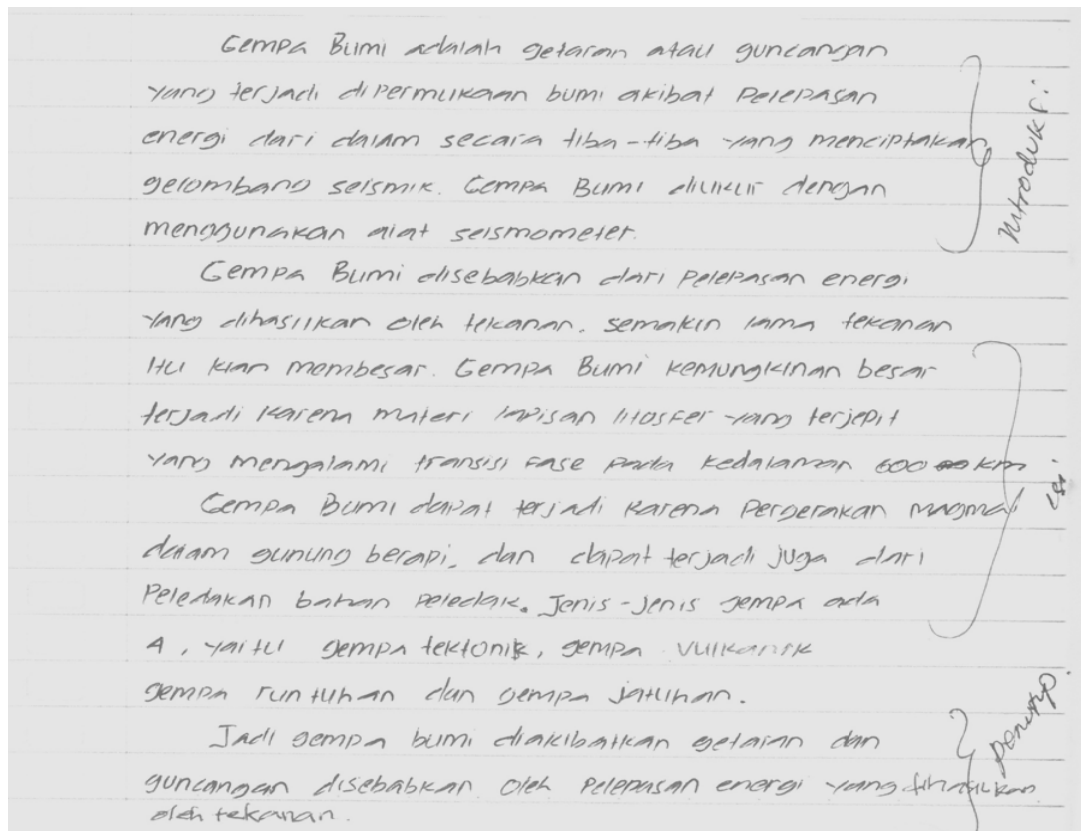 Gempa Bumi adalah getaran atau guncangan
yang terjadi dipermukaan bumi akibat Pelepasan
energi dari dalam secara tiba-tiba yang menciptakan
gelombang seismik. Gempa Bumi diukur dengan
menggunakan alat seismometer.
Introduksi
Gempa Bumi disebabkan dari Pelepasan energi
yang dihasilkan oleh tekanan. semakin lama tekanan
itu kian membesar. Gempa Bumi kemungkinan besar
terjadi karena materi lapisan litosfer yang terjepit
yang mengalami transisi fase pada kedalaman 600 km
Gempa Bumi dapat terjadi karena Pergerakan magma
dalam gunung berapi, dan dapat terjadi juga dari
Peledakan bahan peledak. Jenis-jenis gempa ada
4, yaitu gempa tektonik, gempa vulkanik
gempa runtuhan dan gempa jatuhan.
isi
Jadi gempa bumi diakibatkan getaran dan
guncangan disebabkan oleh Pelepasan energi yang dihasilkan
oleh tekanan.
penutup.